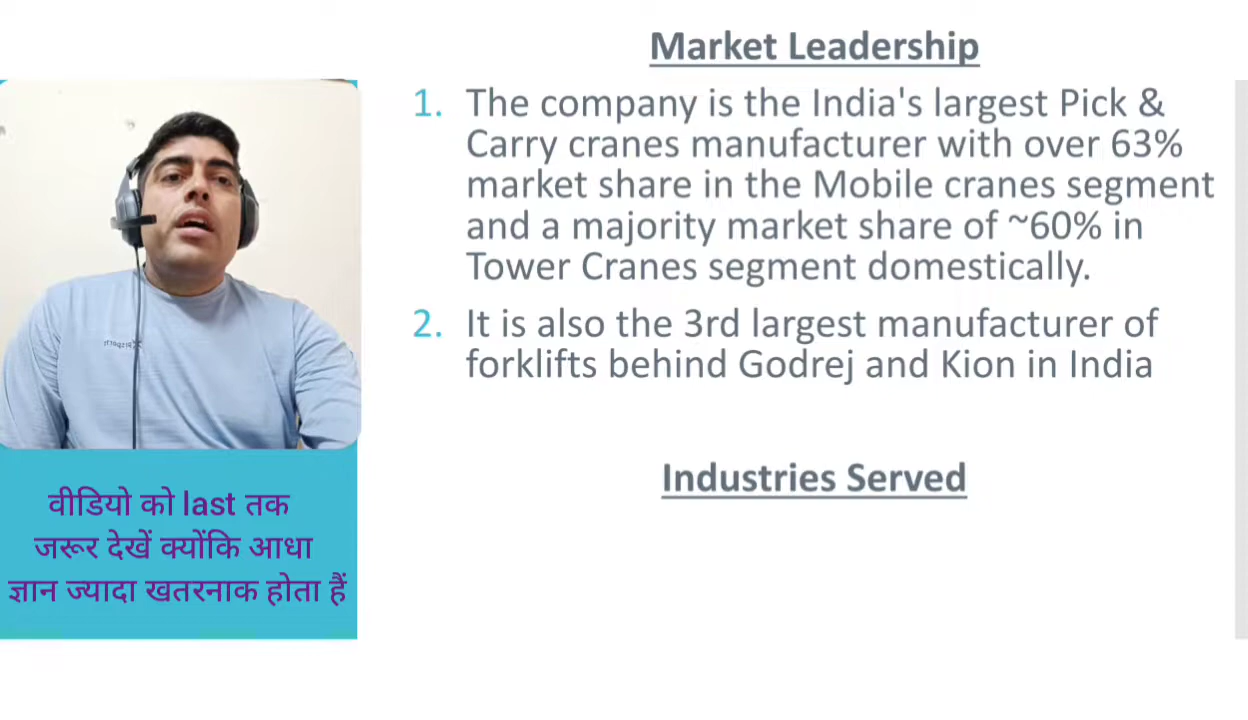 Market Leadership
1. The company is the India's largest Pick &
Carry cranes manufacturer with over 63%
market share in the Mobile cranes segment
and a majority market share of ~60% in
Tower Cranes segment domestically.
2. It is also the 3rd largest manufacturer of
forklifts behind Godrej and Kion in India
Industries Served
वीडियो को last तक
जरूर देखें क्योंकि आधा
ज्ञान ज्यादा खतरनाक होता हैं